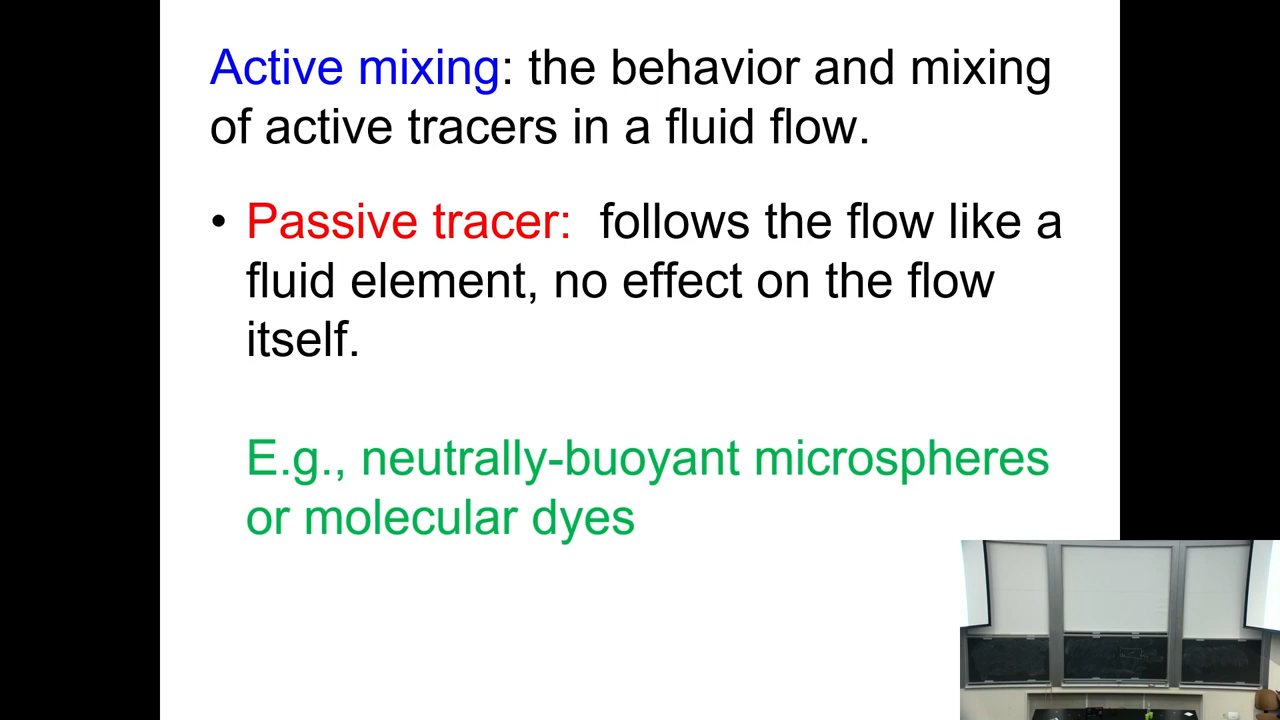 Active mixing: the behavior and mixing
of active tracers in a fluid flow.
• Passive tracer: follows the flow like a
fluid element, no effect on the flow
itself.
E.g., neutrally-buoyant microspheres
or molecular dyes